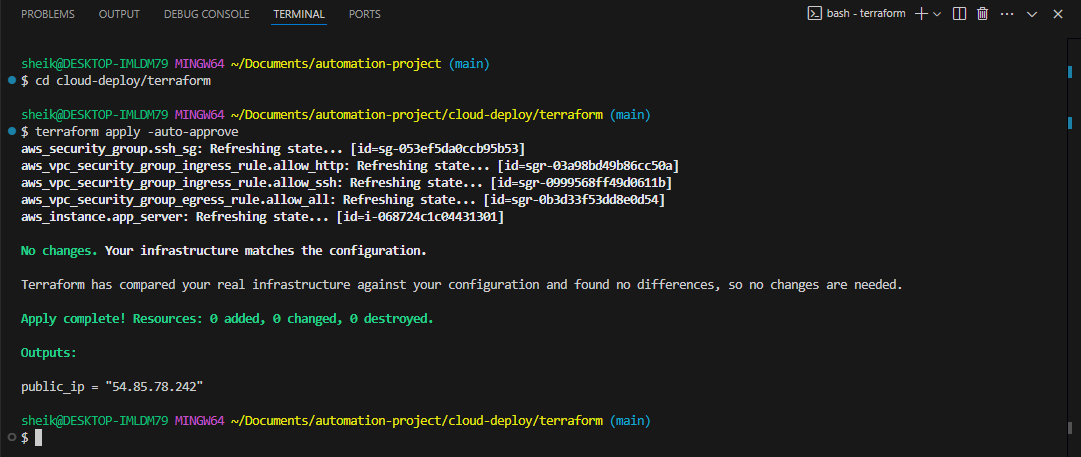 PROBLEMS OUTPUT DEBUG CONSOLE TERMINAL PORTS bash - terraform
sheik@DESKTOP-IMLDM79 MINGW64 ~/Documents/automation-project (main)
$ cd cloud-deploy/terraform
sheik@DESKTOP-IMLDM79 MINGW64 ~/Documents/automation-project/cloud-deploy/terraform (main)
$ terraform apply -auto-approve
aws_security_group.ssh_sg: Refreshing state... [id=sg-053ef5da0ccb95b53]
aws_vpc_security_group_ingress_rule.allow_http: Refreshing state... [id=sgr-03a98bd49b86cc50a]
aws_vpc_security_group_ingress_rule.allow_ssh: Refreshing state... [id=sgr-0999568ff49d0611b]
aws_vpc_security_group_egress_rule.allow_all: Refreshing state... [id=sgr-0b3d33f53dd8e0d54]
aws_instance.app_server: Refreshing state... [id=i-068724c1c04431301]
No changes. Your infrastructure matches the configuration.
Terraform has compared your real infrastructure against your configuration and found no differences, so no changes are needed.
Apply complete! Resources: 0 added, 0 changed, 0 destroyed.
Outputs:
public_ip = "54.85.78.242"
sheik@DESKTOP-IMLDM79 MINGW64 ~/Documents/automation-project/cloud-deploy/terraform (main)
$